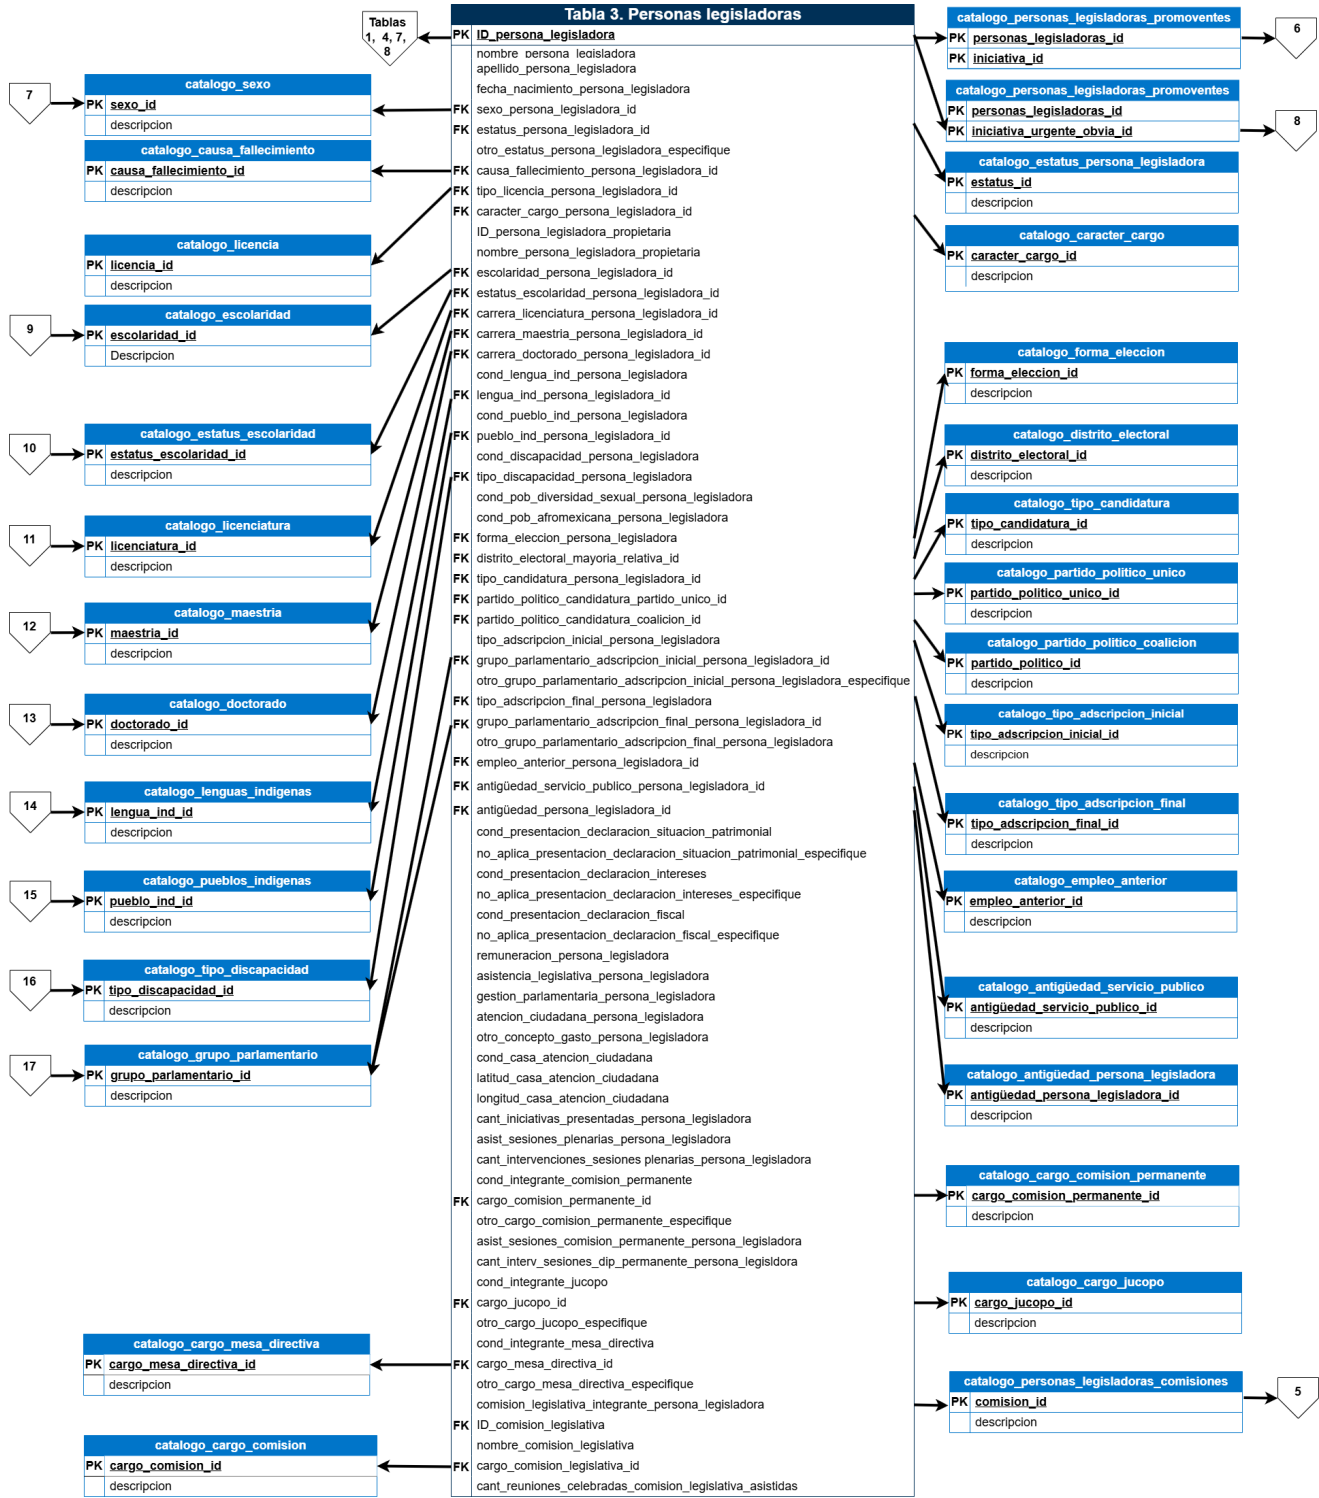 Tablas
1, 4, 7,
8
7
catalogo_sexo
PK sexo_id
descripcion
catalogo_causa_fallecimiento
PK causa_fallecimiento_id
descripcion
catalogo_licencia
PK licencia_id
descripcion
9
catalogo_escolaridad
PK escolaridad_id
Descripcion
10
catalogo_estatus_escolaridad
PK estatus_escolaridad_id
descripcion
11
catalogo_licenciatura
PK licenciatura_id
descripcion
12
catalogo_maestria
PK maestria_id
descripcion
13
catalogo_doctorado
PK doctorado_id
descripcion
14
catalogo_lenguas_indigenas
PK lengua_ind_id
descripcion
15
catalogo_pueblos_indigenas
PK pueblo_ind_id
descripcion
16
catalogo_tipo_discapacidad
PK tipo_discapacidad_id
descripcion
17
catalogo_grupo_parlamentario
PK grupo_parlamentario_id
descripcion
catalogo_cargo_mesa_directiva
PK cargo_mesa_directiva_id
descripcion
catalogo_cargo_comision
PK cargo_comision_id
descripcion
Tabla 3. Personas legisladoras
PK ID_persona_legisladora
nombre_persona_legisladora
apellido_persona_legisladora
fecha_nacimiento_persona_legisladora
FK sexo_persona_legisladora_id
FK estatus_persona_legisladora_id
otro_estatus_persona_legisladora_especifique
FK causa_fallecimiento_persona_legisladora_id
FK tipo_licencia_persona_legisladora_id
FK caracter_cargo_persona_legisladora_id
ID_persona_legisladora_propietaria
nombre_persona_legisladora_propietaria
FK escolaridad_persona_legisladora_id
FK estatus_escolaridad_persona_legisladora_id
FK carrera_licenciatura_persona_legisladora_id
FK carrera_maestria_persona_legisladora_id
FK carrera_doctorado_persona_legisladora_id
cond_lengua_ind_persona_legisladora
FK lengua_ind_persona_legisladora_id
cond_pueblo_ind_persona_legisladora
FK pueblo_ind_persona_legisladora_id
cond_discapacidad_persona_legisladora
FK tipo_discapacidad_persona_legisladora
cond_pob_diversidad_sexual_persona_legisladora
cond_pob_afromexicana_persona_legisladora
FK forma_eleccion_persona_legisladora
FK distrito_electoral_mayoria_relativa_id
FK tipo_candidatura_persona_legisladora_id
FK partido_politico_candidatura_partido_unico_id
FK partido_politico_candidatura_coalicion_id
tipo_adscripcion_inicial_persona_legisladora
FK grupo_parlamentario_adscripcion_inicial_persona_legisladora_id
otro_grupo_parlamentario_adscripcion_inicial_persona_legisladora_especifique
FK tipo_adscripcion_final_persona_legisladora
FK grupo_parlamentario_adscripcion_final_persona_legisladora_id
otro_grupo_parlamentario_adscripcion_final_persona_legisladora
FK empleo_anterior_persona_legisladora_id
FK antigüedad_servicio_publico_persona_legisladora_id
FK antigüedad_persona_legisladora_id
cond_presentacion_declaracion_situacion_patrimonial
no_aplica_presentacion_declaracion_situacion_patrimonial_especifique
cond_presentacion_declaracion_intereses
no_aplica_presentacion_declaracion_intereses_especifique
cond_presentacion_declaracion_fiscal
no_aplica_presentacion_declaracion_fiscal_especifique
remuneracion_persona_legisladora
asistencia_legislativa_persona_legisladora
gestion_parlamentaria_persona_legisladora
atencion_ciudadana_persona_legisladora
otro_concepto_gasto_persona_legisladora
cond_casa_atencion_ciudadana
latitud_casa_atencion_ciudadana
longitud_casa_atencion_ciudadana
cant_iniciativas_presentadas_persona_legisladora
asist_sesiones_plenarias_persona_legisladora
cant_intervenciones_sesiones plenarias_persona_legisladora
cond_integrante_comision_permanente
FK cargo_comision_permanente_id
otro_cargo_comision_permanente_especifique
asist_sesiones_comision_permanente_persona_legisladora
cant_interv_sesiones_dip_permanente_persona_legisldora
cond_integrante_jucopo
FK cargo_jucopo_id
otro_cargo_jucopo_especifique
cond_integrante_mesa_directiva
FK cargo_mesa_directiva_id
otro_cargo_mesa_directiva_especifique
comision_legislativa_integrante_persona_legisladora
FK ID_comision_legislativa
nombre_comision_legislativa
FK cargo_comision_legislativa_id
cant_reuniones_celebradas_comision_legislativa_asistidas
catalogo_personas_legisladoras_promoventes
PK personas_legisladoras_id
PK iniciativa_id
6
catalogo_personas_legisladoras_promoventes
PK personas_legisladoras_id
PK iniciativa_urgente_obvia_id
8
catalogo_estatus_persona_legisladora
PK estatus_id
descripcion
catalogo_caracter_cargo
PK caracter_cargo_id
descripcion
catalogo_forma_eleccion
PK forma_eleccion_id
descripcion
catalogo_distrito_electoral
PK distrito_electoral_id
descripcion
catalogo_tipo_candidatura
PK tipo_candidatura_id
descripcion
catalogo_partido_politico_unico
PK partido_politico_unico_id
descripcion
catalogo_partido_politico_coalicion
PK partido_politico_id
descripcion
catalogo_tipo_adscripcion_inicial
PK tipo_adscripcion_inicial_id
descripcion
catalogo_tipo_adscripcion_final
PK tipo_adscripcion_final_id
descripcion
catalogo_empleo_anterior
PK empleo_anterior_id
descripcion
catalogo_antigüedad_servicio_publico
PK antigüedad_servicio_publico_id
descripcion
catalogo_antigüedad_persona_legisladora
PK antigüedad_persona_legisladora_id
descripcion
catalogo_cargo_comision_permanente
PK cargo_comision_permanente_id
descripcion
catalogo_cargo_jucopo
PK cargo_jucopo_id
descripcion
catalogo_personas_legisladoras_comisiones
PK comision_id
descripcion
5